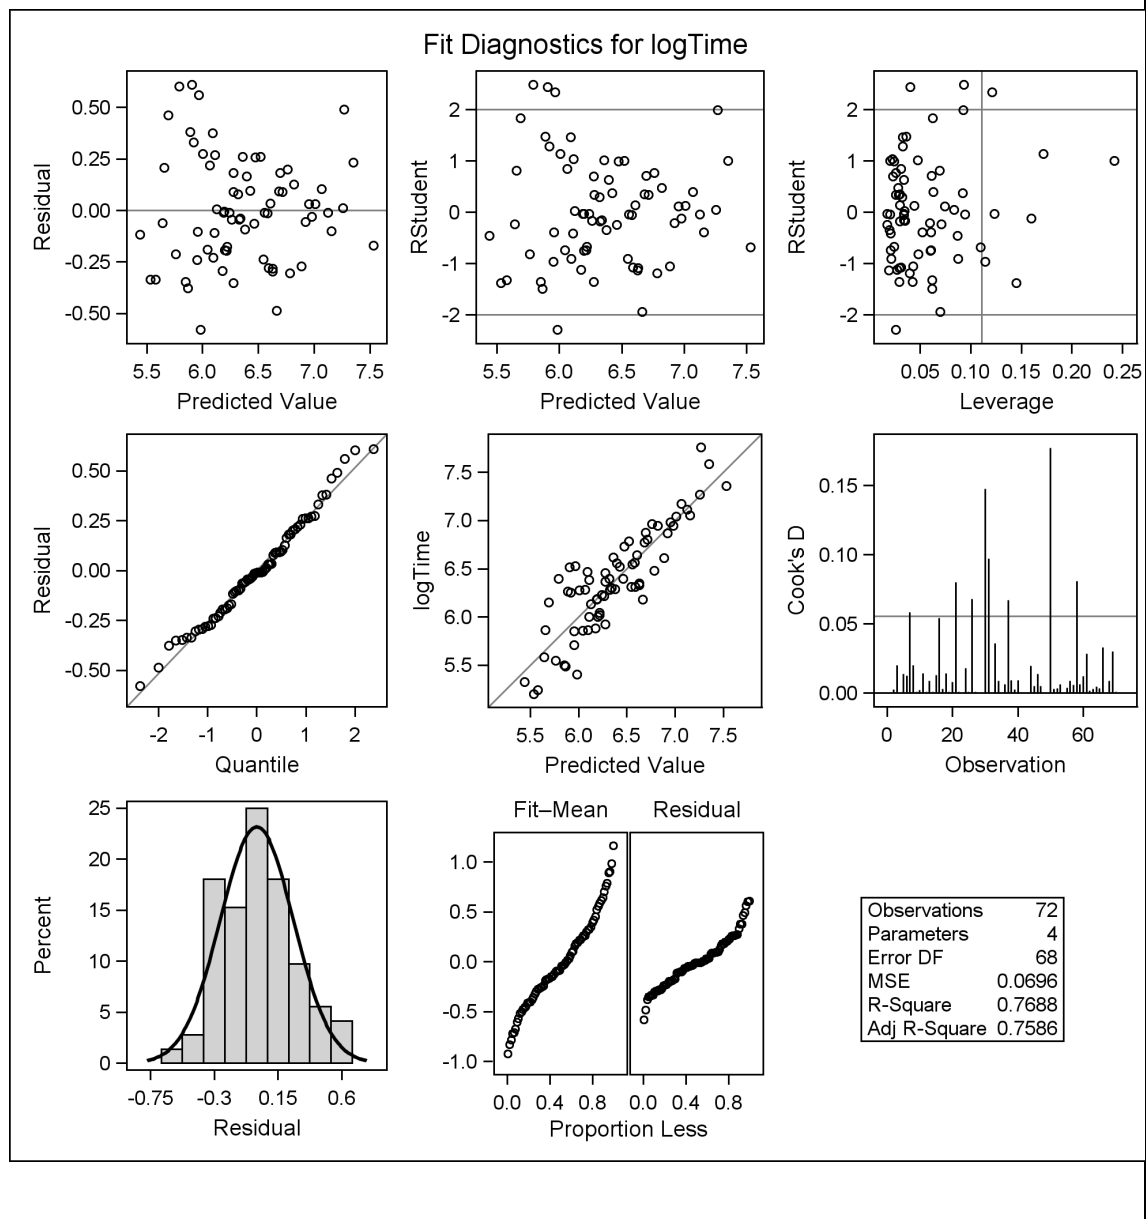 Fit Diagnostics for logTime
Residual
0.50
0.25
0.00
-0.25
-0.50
5.5 6.0 6.5 7.0 7.5
Predicted Value
RStudent
2
1
0
-1
-2
5.5 6.0 6.5 7.0 7.5
Predicted Value
RStudent
2
1
0
-1
-2
0.05 0.10 0.15 0.20 0.25
Leverage
Residual
0.50
0.25
0.00
-0.25
-0.50
-2 -1 0 1 2
Quantile
logTime
7.5
7.0
6.5
6.0
5.5
5.5 6.0 6.5 7.0 7.5
Predicted Value
Cook's D
0.15
0.10
0.05
0.00
0 20 40 60
Observation
Percent
25
20
15
10
5
0
-0.75 -0.3 0.15 0.6
Residual
Fit–Mean Residual
1.0
0.5
0.0
-0.5
-1.0
0.0 0.4 0.8 0.0 0.4 0.8
Proportion Less
Observations 72
Parameters 4
Error DF 68
MSE 0.0696
R-Square 0.7688
Adj R-Square 0.7586